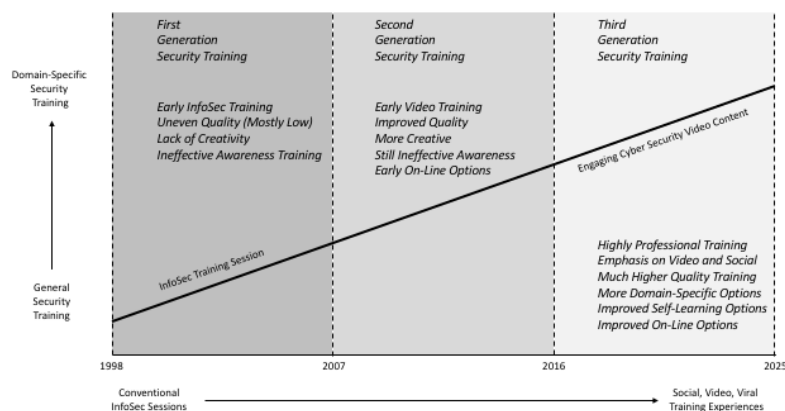 First
Generation
Security Training
Second
Generation
Security Training
Third
Generation
Security Training
Domain-Specific
Security
Training
Early InfoSec Training
Uneven Quality (Mostly Low)
Lack of Creativity
Ineffective Awareness Training
Early Video Training
Improved Quality
More Creative
Still Ineffective Awareness
Early On-Line Options
Engaging Cyber Security Video Content
InfoSec Training Session
Highly Professional Training
Emphasis on Video and Social
Much Higher Quality Training
More Domain-Specific Options
Improved Self-Learning Options
Improved On-Line Options
General
Security
Training
1998
2007
2016
2025
Conventional
InfoSec Sessions
Social, Video, Viral
Training Experiences